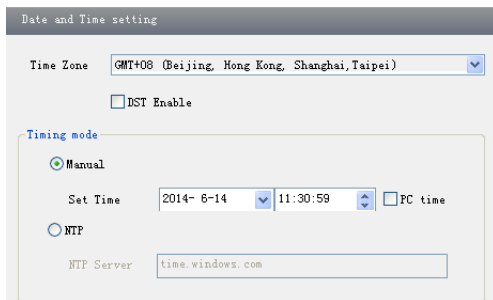 Date and Time setting
Time Zone GMT+08 (Beijing, Hong Kong, Shanghai,Taipei)
DST Enable
Timing mode
Manual
Set Time 2014- 6-14 11:30:59 PC time
NTP
NTP Server time.windows.com